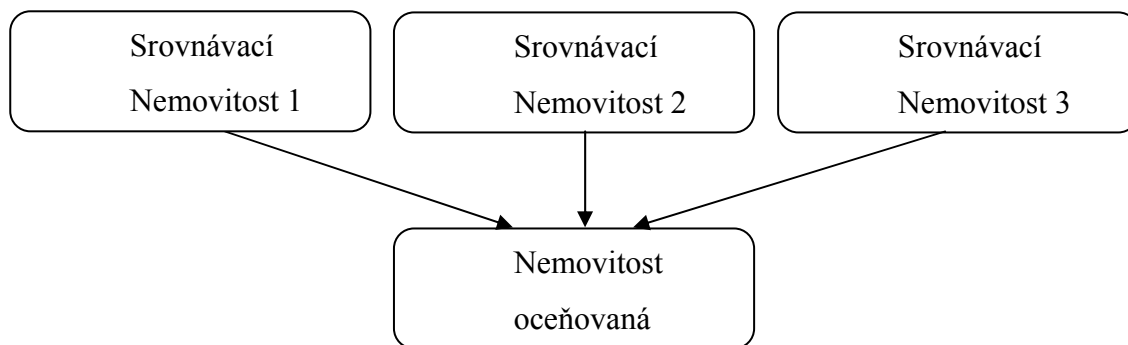 Srovnávací
Nemovitost 1
Srovnávací
Nemovitost 2
Srovnávací
Nemovitost 3
Nemovitost
oceňovaná